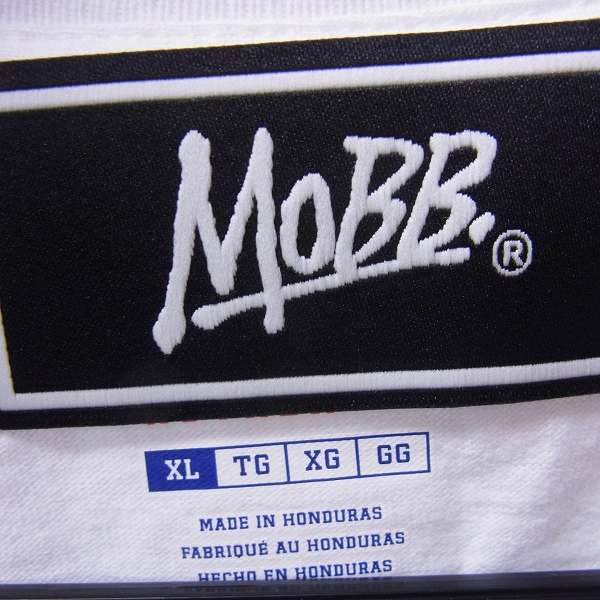 MoBB.®
XL TG XG GG
MADE IN HONDURAS
FABRIQUÉ AU HONDURAS
HECHO EN HONDURAS